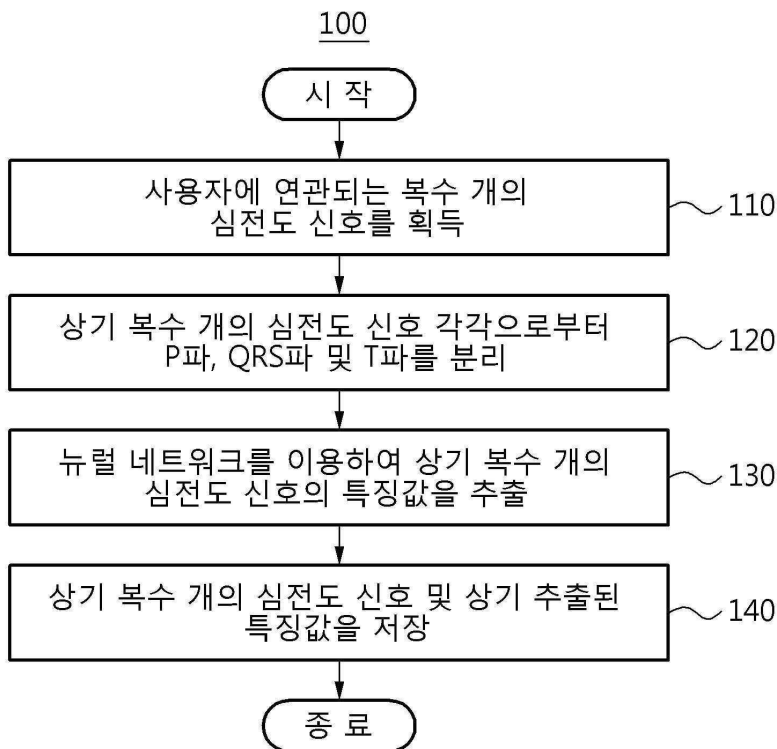 100
시 작
사용자에 연관되는 복수 개의
심전도 신호를 획득
110
상기 복수 개의 심전도 신호 각각으로부터
P파, QRS파 및 T파를 분리
120
뉴럴 네트워크를 이용하여 상기 복수 개의
심전도 신호의 특징값을 추출
130
상기 복수 개의 심전도 신호 및 상기 추출된
특징값을 저장
140
종 료